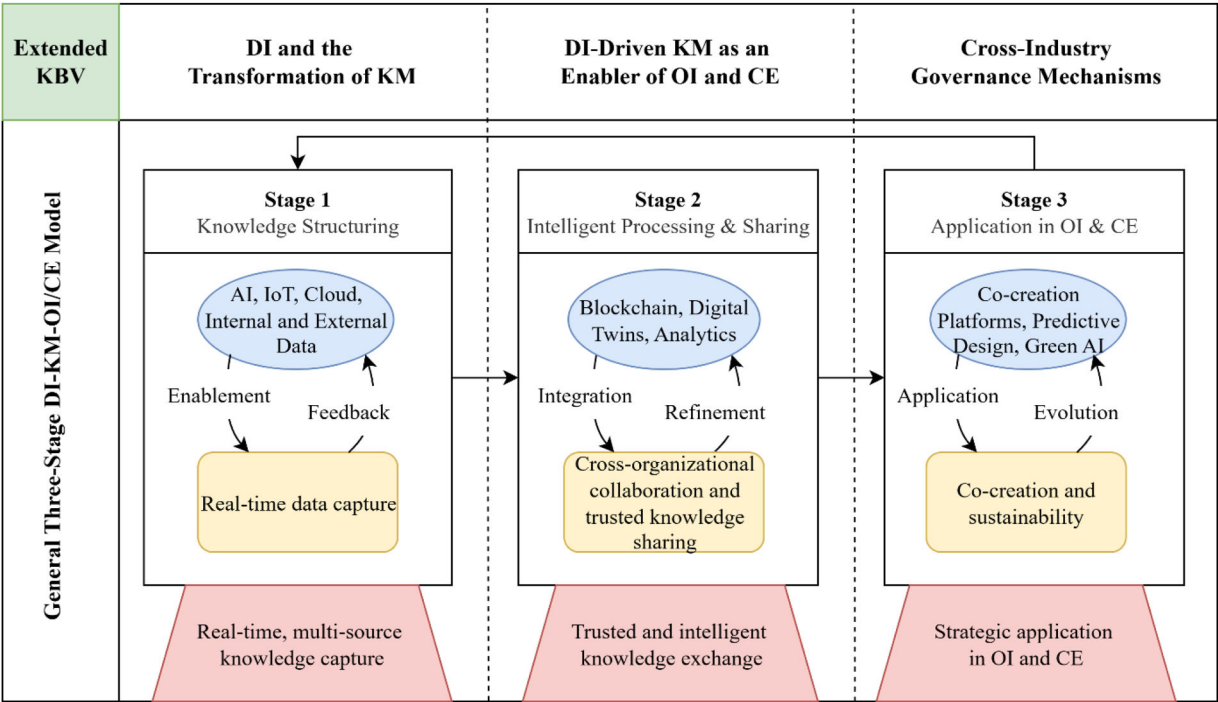 Extended
KBV
DI and the
Transformation of KM
DI-Driven KM as an
Enabler of OI and CE
Cross-Industry
Governance Mechanisms
General Three-Stage DI-KM-OI/CE Model
Stage 1
Knowledge Structuring
AI, IoT, Cloud,
Internal and External
Data
Enablement
Feedback
Real-time data capture
Real-time, multi-source
knowledge capture
Stage 2
Intelligent Processing & Sharing
Blockchain, Digital
Twins, Analytics
Integration
Refinement
Cross-organizational
collaboration and
trusted knowledge
sharing
Trusted and intelligent
knowledge exchange
Stage 3
Application in OI & CE
Co-creation
Platforms, Predictive
Design, Green AI
Application
Evolution
Co-creation and
sustainability
Strategic application
in OI and CE